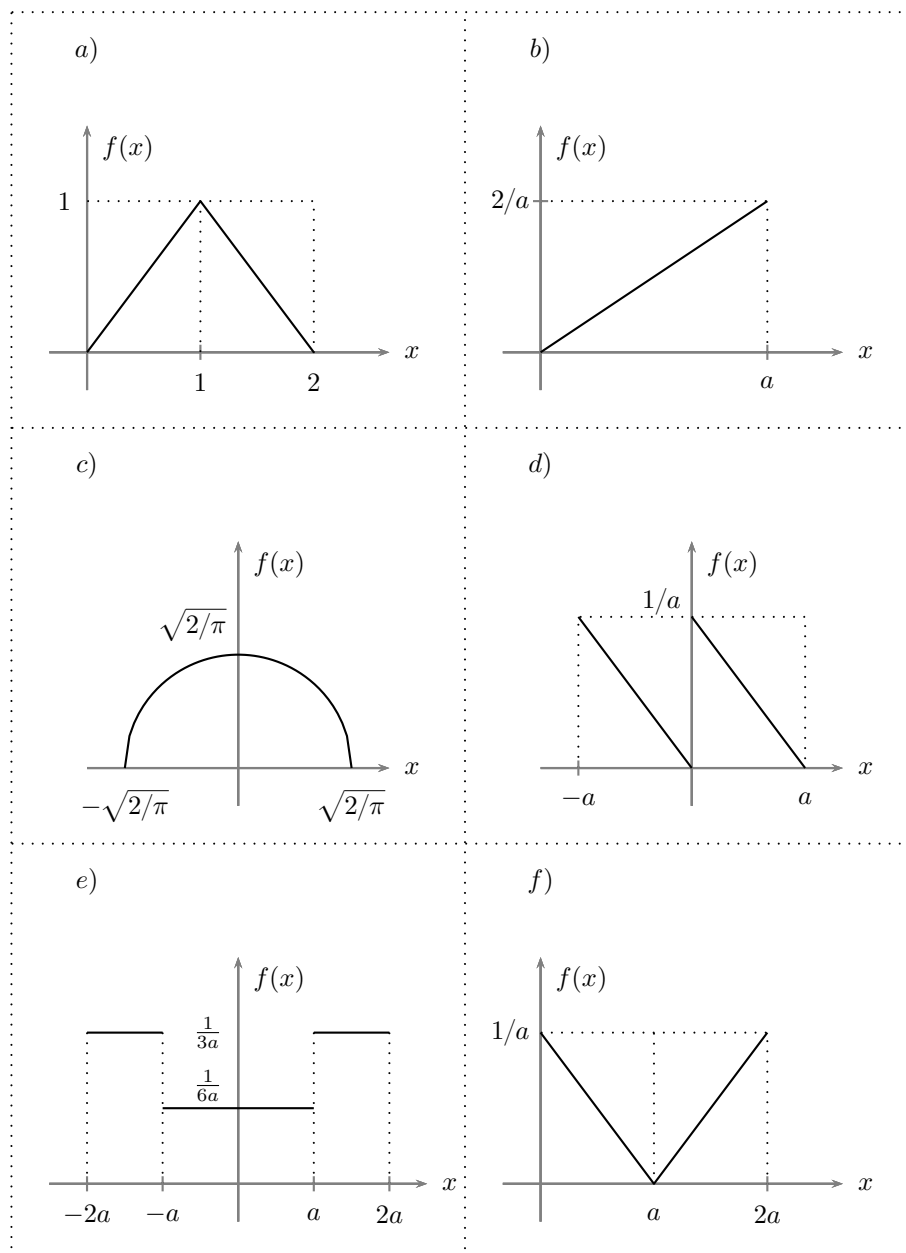 a)
f(x)
1
1 2
x
b)
f(x)
2/a
a
x
c)
f(x)
√2/π
−√2/π √2/π
x
d)
f(x)
1/a
−a a
x
e)
f(x)
1/3a
1/6a
−2a −a a 2a
x
f)
f(x)
1/a
a 2a
x